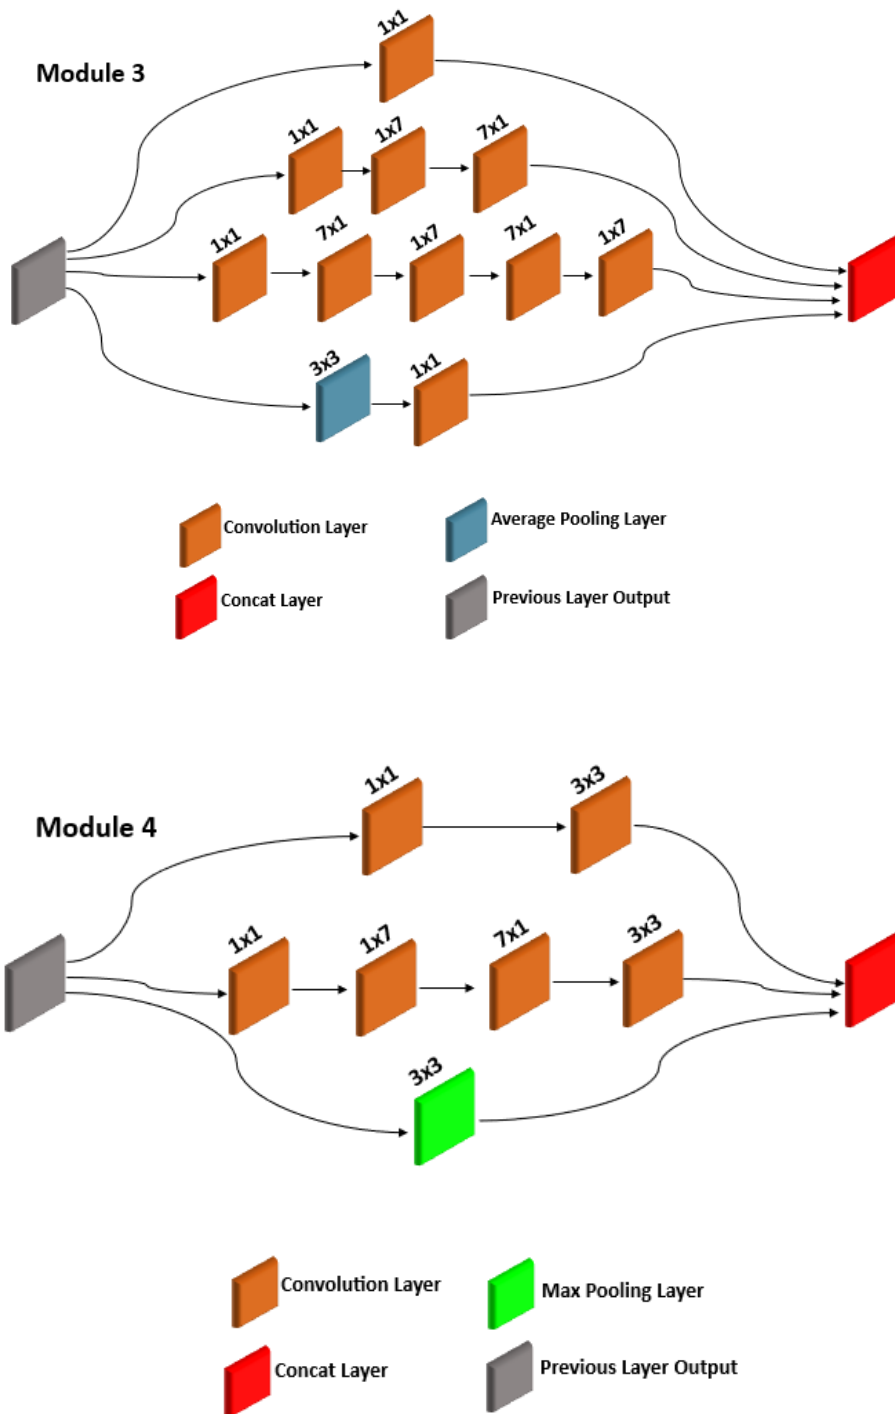 Module 3
1x1
1x1
1x7
7x1
1x1
7x1
1x7
7x1
1x7
3x3
1x1
Convolution Layer
Average Pooling Layer
Concat Layer
Previous Layer Output
Module 4
1x1
3x3
1x1
1x7
7x1
3x3
3x3
Convolution Layer
Max Pooling Layer
Concat Layer
Previous Layer Output